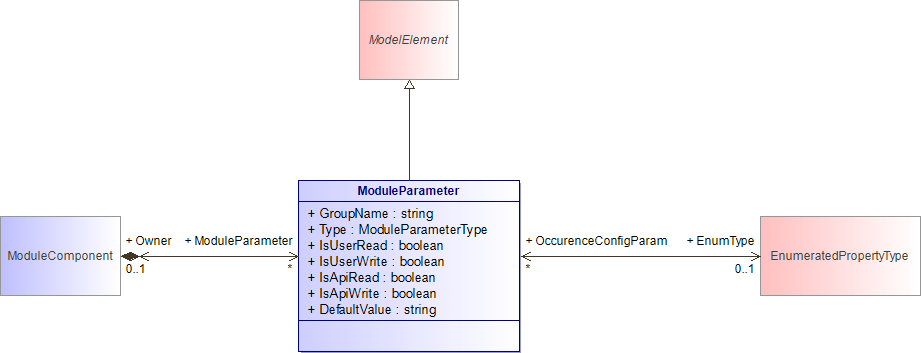 ModelElement
ModuleParameter
+ GroupName : string
+ Type : ModuleParameterType
+ IsUserRead : boolean
+ IsUserWrite : boolean
+ IsApiRead : boolean
+ IsApiWrite : boolean
+ DefaultValue : string
ModuleComponent
+ Owner
+ ModuleParameter
0..1
*
+ OccurenceConfigParam
+ EnumType
*
0..1
EnumeratedPropertyType